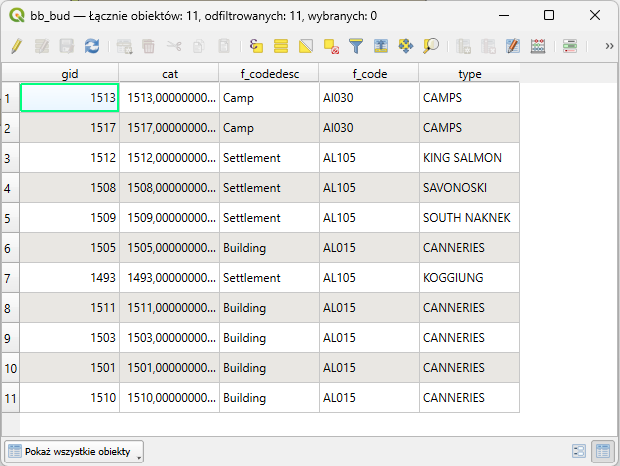 bb_bud — Łącznie obiektów: 11, odfiltrowanych: 11, wybranych: 0
gid cat f_codedesc f_code type
1 1513 1513,00000000... Camp AI030 CAMPS
2 1517 1517,00000000... Camp AI030 CAMPS
3 1512 1512,00000000... Settlement AL105 KING SALMON
4 1508 1508,00000000... Settlement AL105 SAVONOSKI
5 1509 1509,00000000... Settlement AL105 SOUTH NAKNEK
6 1505 1505,00000000... Building AL015 CANNERIES
7 1493 1493,00000000... Settlement AL105 KOGGIUNG
8 1511 1511,00000000... Building AL015 CANNERIES
9 1503 1503,00000000... Building AL015 CANNERIES
10 1501 1501,00000000... Building AL015 CANNERIES
11 1510 1510,00000000... Building AL015 CANNERIES
Pokaż wszystkie obiekty